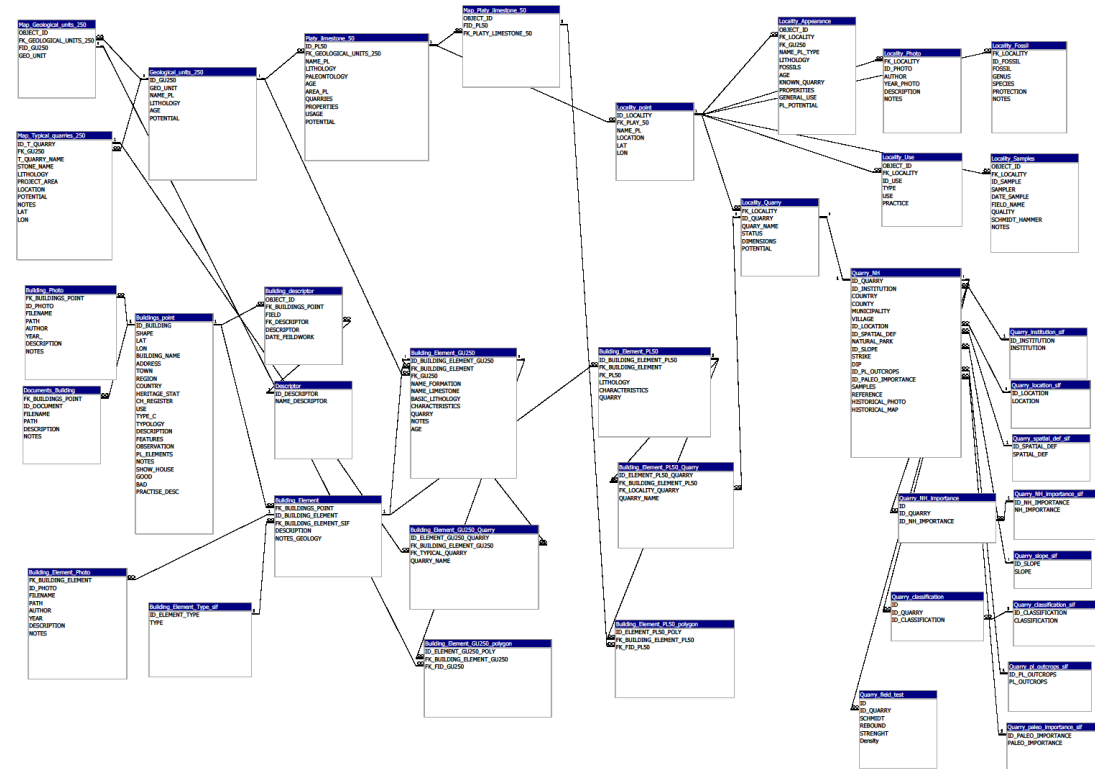 Map_Geological_units_250
OBJECT_ID
FK_GEOLOGICAL_UNITS_250
FID_GU250
GEO_UNIT
Map_Typical_quarries_250
ID_T_QUARRY
FK_GU250
T_QUARRY_NAME
STONE_NAME
LITHOLOGY
PROJECT_AREA
LOCATION
POTENTIAL
NOTES
LAT
LON
Geological_units_250
ID_GU250
GEO_UNIT
NAME_PL
LITHOLOGY
AGE
POTENTIAL
Platy_limestone_50
ID_PL50
FK_GEOLOGICAL_UNITS_250
NAME_PL
LITHOLOGY
PALEONTOLOGY
AGE
AREA_PL
QUARRIES
PROPERTIES
USAGE
POTENTIAL
Map_Platy_limestone_50
OBJECT_ID
FID_PL50
FK_PLATY_LIMESTONE_50
Locality_point
ID_LOCALITY
FK_PLAY_50
NAME_PL
LOCATION
LAT
LON
Locality_Appearance
OBJECT_ID
FK_LOCALITY
FK_GU250
NAME_PL_TYPE
LITHOLOGY
FOSSILS
AGE
KNOWN_QUARRY
PROPERITIES
GENERAL_USE
PL_POTENTIAL
Locality_Photo
FK_LOCALITY
ID_PHOTO
AUTHOR
YEAR_PHOTO
DESCRIPTION
NOTES
Locality_Fossil
FK_LOCALITY
ID_FOSSIL
FOSSIL
GENUS
SPECIES
PROTECTION
NOTES
Locality_Use
OBJECT_ID
FK_LOCALITY
ID_USE
TYPE
USE
PRACTICE
Locality_Samples
OBJECT_ID
FK_LOCALITY
ID_SAMPLE
SAMPLER
DATE_SAMPLE
FIELD_NAME
QUALITY
SCHMIDT_HAMMER
NOTES
Locality_Quarry
FK_LOCALITY
ID_QUARRY
QUARY_NAME
STATUS
DIMENSIONS
POTENTIAL
Building_Photo
FK_BUILDINGS_POINT
ID_PHOTO
FILENAME
PATH
AUTHOR
YEAR_
DESCRIPTION
NOTES
Documents_Building
FK_BUILDINGS_POINT
ID_DOCUMENT
FILENAME
PATH
DESCRIPTION
NOTES
Buildings_point
ID_BUILDING
SHAPE
LAT
LON
BUILDING_NAME
ADDRESS
TOWN
REGION
COUNTRY
HERITAGE_STAT
CH_REGISTER
USE
TYPE_C
TYPOLOGY
DESCRIPTION
FEATURES
OBSERVATION
PL_ELEMENTS
NOTES
SHOW_HOUSE
GOOD
BAD
PRACTISE_DESC
Building_descriptor
OBJECT_ID
FK_BUILDINGS_POINT
FIELD
FK_DESCRIPTOR
DESCRIPTOR
DATE_FEILDWORK
Descriptor
ID_DESCRIPTOR
NAME_DESCRIPTOR
Building_Element
FK_BUILDINGS_POINT
ID_BUILDING_ELEMENT
FK_BUILDING_ELEMENT_SIF
DESCRIPTION
NOTES_GEOLOGY
Building_Element_Photo
FK_BUILDING_ELEMENT
ID_PHOTO
FILENAME
PATH
AUTHOR
YEAR
DESCRIPTION
NOTES
Building_Element_Type_sif
ID_ELEMENT_TYPE
TYPE
Building_Element_GU250
ID_BUILDING_ELEMENT_GU250
FK_BUILDING_ELEMENT
FK_GU250
NAME_FORMATION
NAME_LIMESTONE
BASIC_LITHOLOGY
CHARACTERISTICS
QUARRY
NOTES
AGE
Building_Element_GU250_Quarry
ID_ELEMENT_GU250_QUARRY
FK_BUILDING_ELEMENT_GU250
FK_TYPICAL_QUARRY
QUARRY_NAME
Building_Element_GU250_polygon
ID_ELEMENT_GU250_POLY
FK_BUILDING_ELEMENT_GU250
FK_FID_GU250
Building_Element_PL50
ID_BUILDING_ELEMENT_PL50
FK_BUILDING_ELEMENT
FK_PL50
LITHOLOGY
CHARACTERISTICS
QUARRY
Building_Element_PL50_Quarry
ID_ELEMENT_PL50_QUARRY
FK_BUILDING_ELEMENT_PL50
FK_LOCALITY_QUARRY
QUARRY_NAME
Building_Element_PL50_polygon
ID_ELEMENT_PL50_POLY
FK_BUILDING_ELEMENT_PL50
FK_FID_PL50
Quarry_NH
ID_QUARRY
ID_INSTITUTION
COUNTRY
COUNTY
MUNICIPALITY
VILLAGE
ID_LOCATION
ID_SPATIAL_DEF
NATURAL_PARK
ID_SLOPE
STRIKE
DIP
ID_PL_OUTCROPS
ID_PALEO_IMPORTANCE
SAMPLES
REFERENCE
HISTORICAL_PHOTO
HISTORICAL_MAP
Quarry_institution_sif
ID_INSTITUTION
INSTITUTION
Quarry_location_sif
ID_LOCATION
LOCATION
Quarry_spatial_def_sif
ID_SPATIAL_DEF
SPATIAL_DEF
Quarry_NH_importance
ID
ID_QUARRY
ID_NH_IMPORTANCE
Quarry_NH_importance_sif
ID_NH_IMPORTANCE
NH_IMPORTANCE
Quarry_slope_sif
ID_SLOPE
SLOPE
Quarry_classification
ID
ID_QUARRY
ID_CLASSIFICATION
Quarry_classification_sif
ID_CLASSIFICATION
CLASSIFICATION
Quarry_pl_outcrops_sif
ID_PL_OUTCROPS
PL_OUTCROPS
Quarry_field_test
ID
ID_QUARRY
SCHMIDT
REBOUND
STRENGHT
Density
Quarry_paleo_importance_sif
ID_PALEO_IMPORTANCE
PALEO_IMPORTANCE